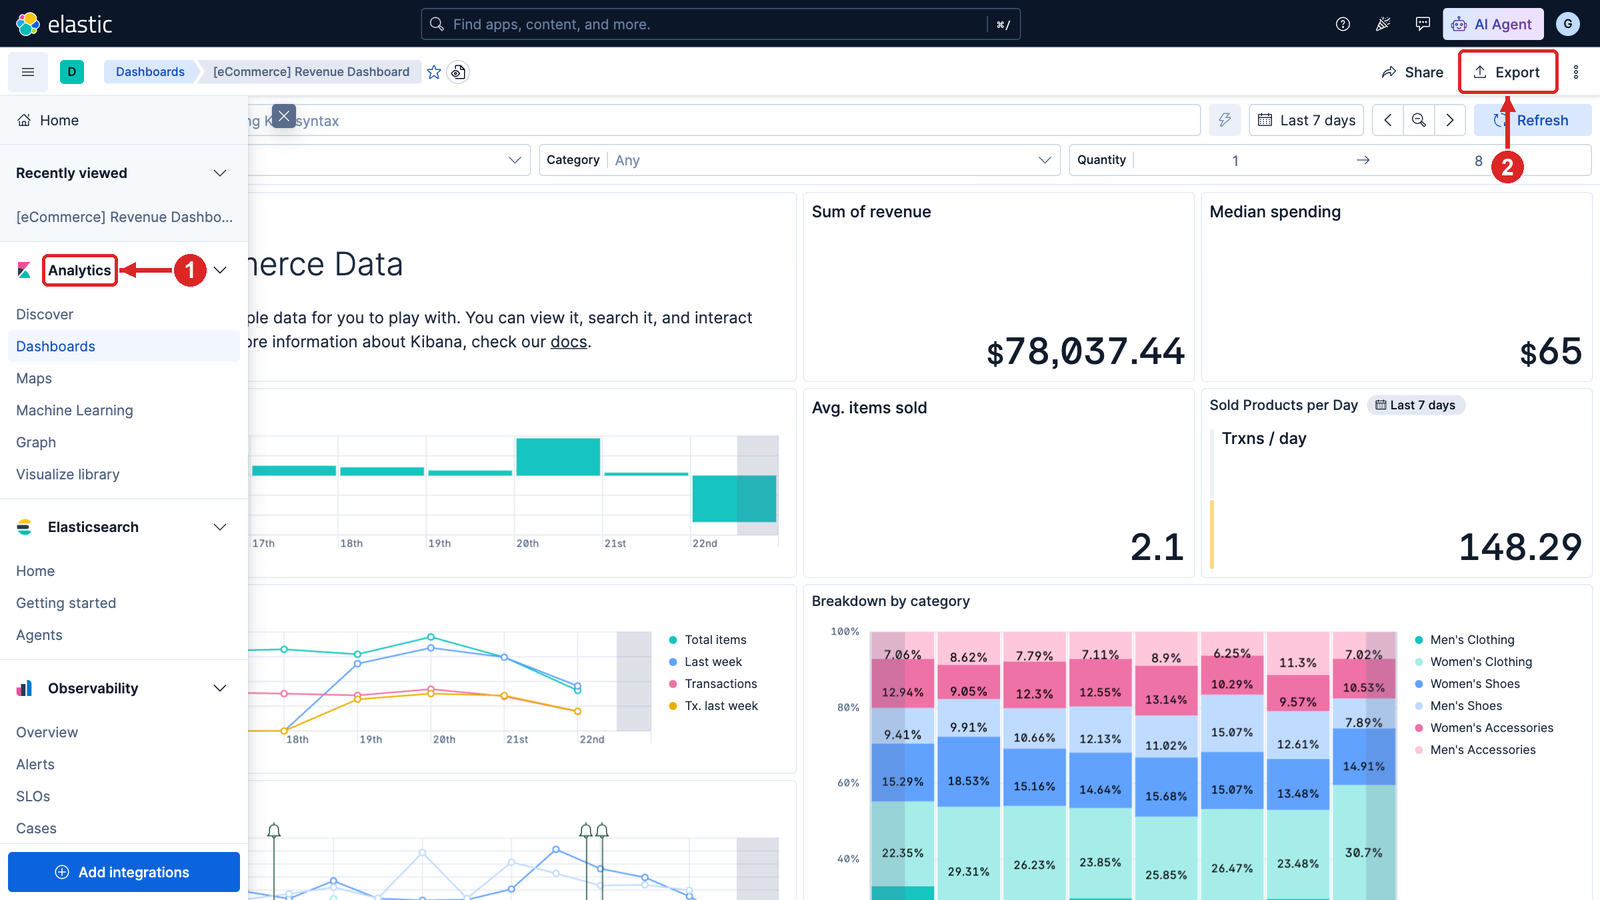 elastic
Find apps, content, and more.
⌘/
AI Agent
G
D
Dashboards
[eCommerce] Revenue Dashboard
Share
Export
Home
syntax
Last 7 days
Refresh
Recently viewed
Category
Any
Quantity
1
→
8
2
[eCommerce] Revenue Dashbo...
Analytics
1
Discover
Dashboards
Maps
Machine Learning
Graph
Visualize library
Elasticsearch
Home
Getting started
Agents
Observability
Overview
Alerts
SLOs
Cases
Add integrations
merce Data
ple data for you to play with. You can view it, search it, and interact
ore information about Kibana, check our docs.
Sum of revenue
$78,037.44
Median spending
$65
17th
18th
19th
20th
21st
22nd
Avg. items sold
2.1
Sold Products per Day
Last 7 days
Trxns / day
148.29
18th
19th
20th
21st
22nd
Total items
Last week
Transactions
Tx. last week
Breakdown by category
100%
80%
60%
40%
7.06%
8.62%
7.79%
7.11%
8.9%
6.25%
11.3%
7.02%
12.94%
9.05%
12.3%
12.55%
13.14%
10.29%
9.57%
10.53%
9.41%
9.91%
10.66%
12.13%
11.02%
15.07%
12.61%
7.89%
15.29%
18.53%
15.16%
14.64%
15.68%
15.07%
13.48%
14.91%
22.35%
29.31%
26.23%
23.85%
25.85%
26.47%
23.48%
30.7%
Men's Clothing
Women's Clothing
Women's Shoes
Men's Shoes
Women's Accessories
Men's Accessories